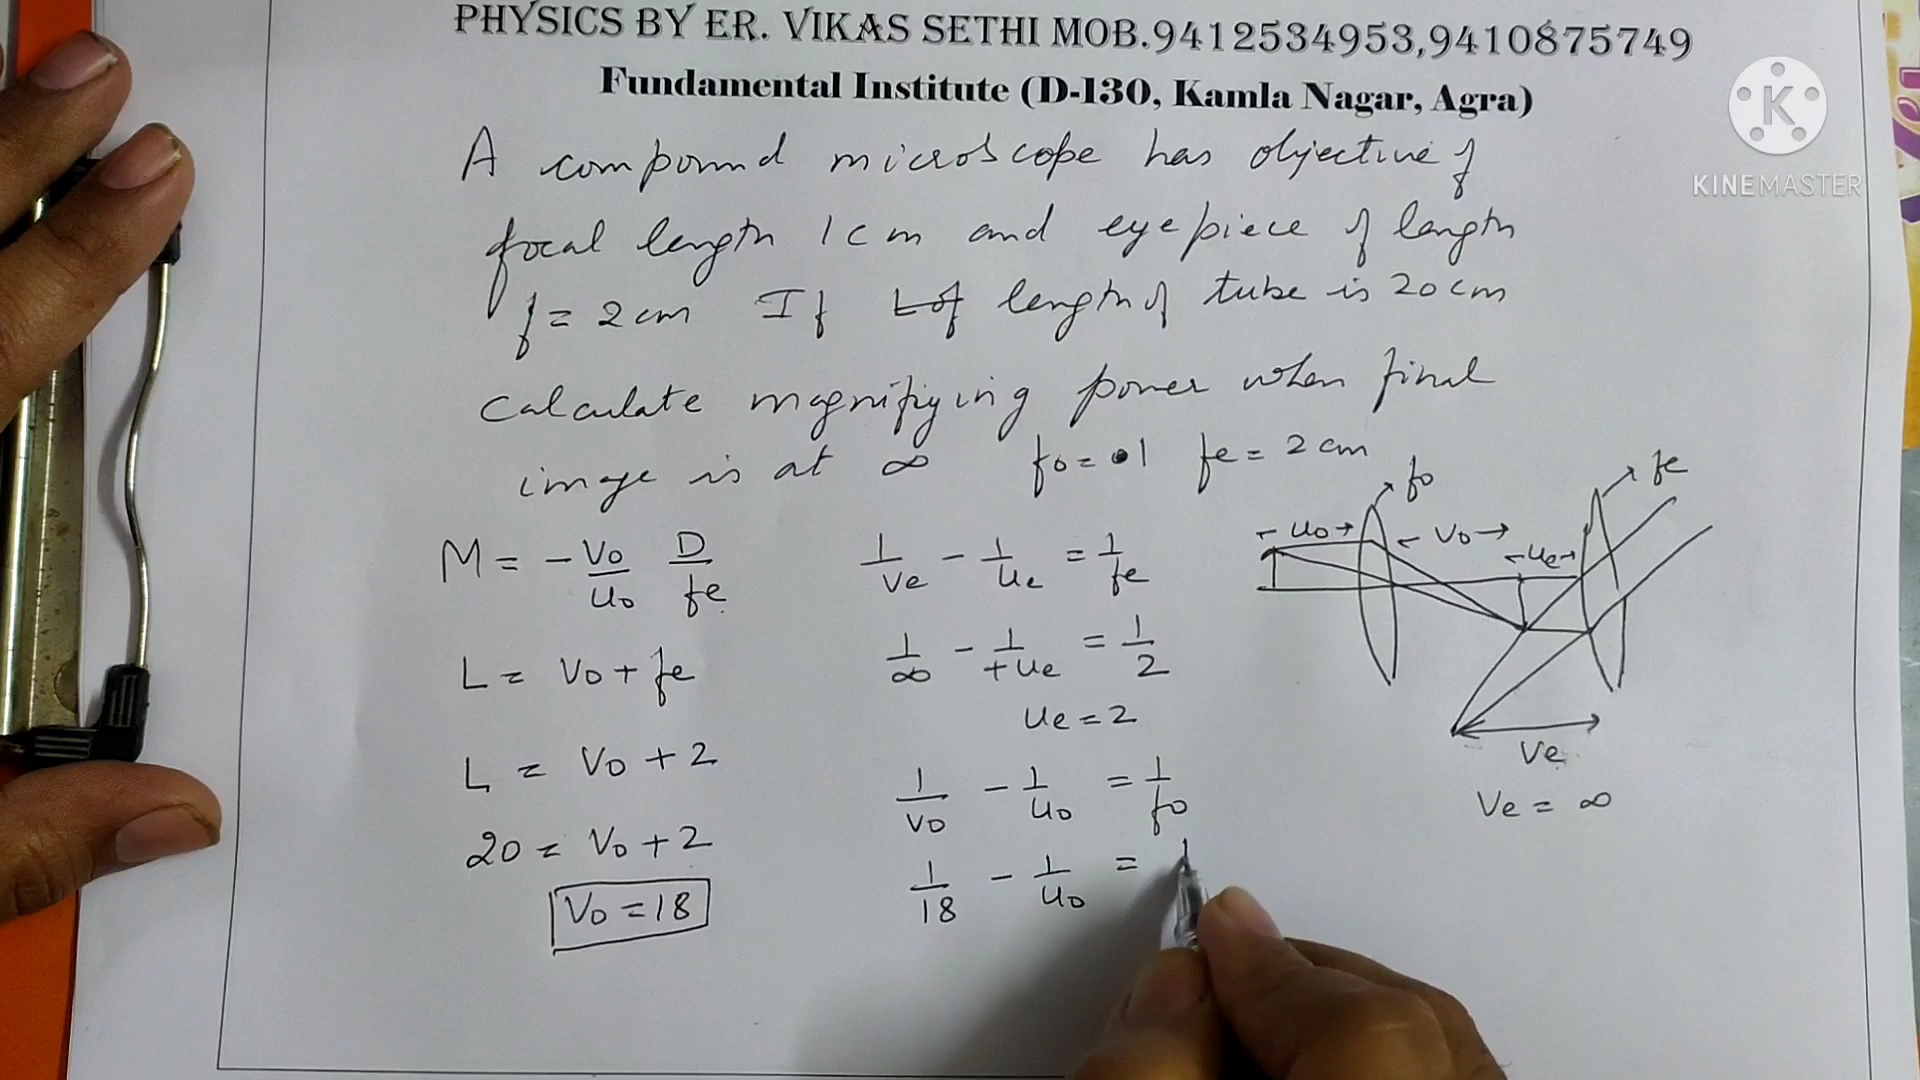 PHYSICS BY ER. VIKAS SETHI MOB.9412534953,9410875749
Fundamental Institute (D-130, Kamla Nagar, Agra)
K
KINEMASTER
A compound microscope has objective of
focal length 1cm and eyepiece of length
f = 2cm If L of length of tube is 20cm
calculate magnifying power when final
image is at ∞ fo = 1 fe = 2cm
M = - Vo/uo D/fe
L = Vo + fe
L = Vo + 2
20 = Vo + 2
Vo = 18
1/Ve - 1/ue = 1/fe
1/∞ - 1/+ue = 1/2
ue = 2
1/Vo - 1/uo = 1/fo
1/18 - 1/uo = 1
fo
fe
uo
Vo
ue
Ve
Ve = ∞